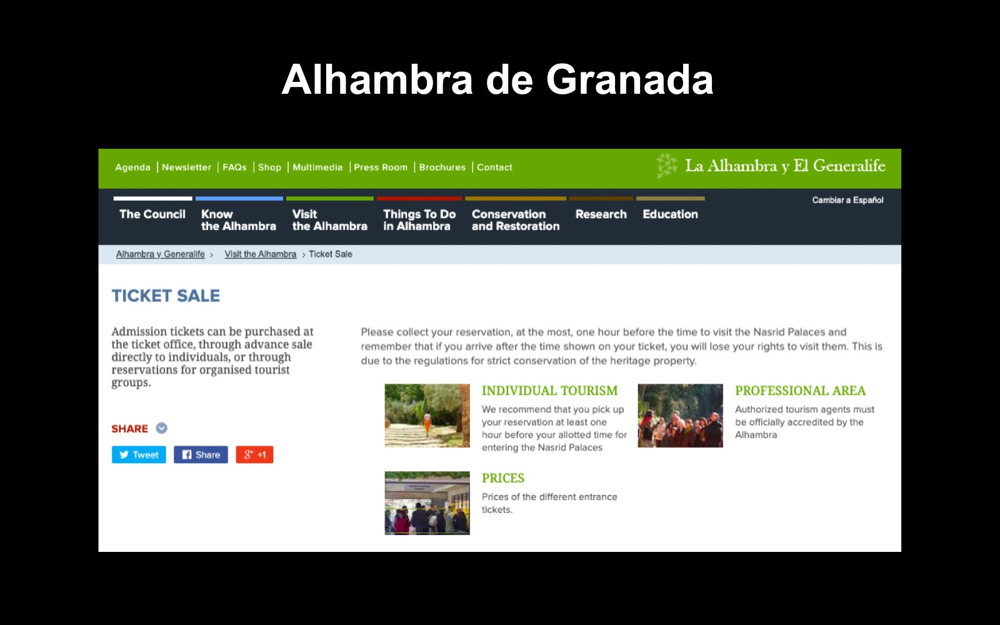 Alhambra de Granada
Agenda | Newsletter | FAQs | Shop | Multimedia | Press Room | Brochures | Contact
La Alhambra y El Generalife
Cambiar a Español
The Council
Know
the Alhambra
Visit
the Alhambra
Things To Do
in Alhambra
Conservation
and Restoration
Research
Education
Alhambra y Generalife > Visit the Alhambra > Ticket Sale
TICKET SALE
Admission tickets can be purchased at
the ticket office, through advance sale
directly to individuals, or through
reservations for organised tourist
groups.
SHARE
Tweet
Share
g+ +1
Please collect your reservation, at the most, one hour before the time to visit the Nasrid Palaces and
remember that if you arrive after the time shown on your ticket, you will lose your rights to visit them. This is
due to the regulations for strict conservation of the heritage property.
INDIVIDUAL TOURISM
We recommend that you pick up
your reservation at least one
hour before your allotted time for
entering the Nasrid Palaces
PROFESSIONAL AREA
Authorized tourism agents must
be officially accredited by the
Alhambra
PRICES
Prices of the different entrance
tickets.